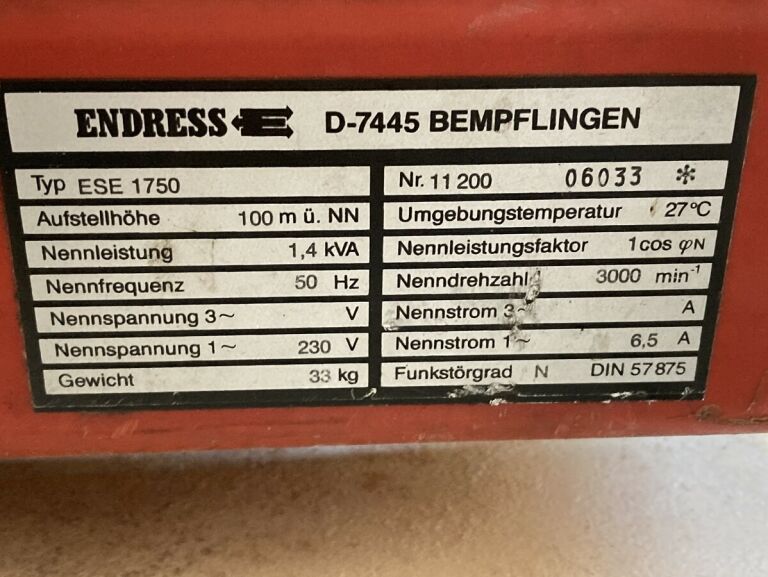 ENDRESS D-7445 BEMPFLINGEN
Typ ESE 1750
Nr. 11 200 06033 *
Aufstellhöhe 100 m ü. NN
Umgebungstemperatur 27°C
Nennleistung 1,4 kVA
Nennleistungsfaktor 1 cos φN
Nennfrequenz 50 Hz
Nenndrehzahl 3000 min⁻¹
Nennspannung 3~ V
Nennstrom 3~ A
Nennspannung 1~ 230 V
Nennstrom 1~ 6,5 A
Gewicht 33 kg
Funkstörgrad N DIN 57875